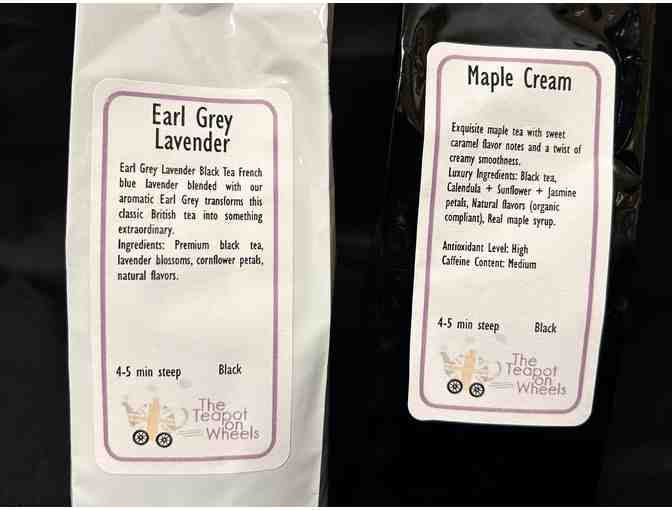 Earl Grey
Lavender
Earl Grey Lavender Black Tea French
blue lavender blended with our
aromatic Earl Grey transforms this
classic British tea into something
extraordinary.
Ingredients: Premium black tea,
lavender blossoms, cornflower petals,
natural flavors.
4-5 min steep Black
The
Teapot
on
Wheels
Maple Cream
Exquisite maple tea with sweet
caramel flavor notes and a twist of
creamy smoothness.
Luxury Ingredients: Black tea,
Calendula + Sunflower + Jasmine
petals, Natural flavors (organic
compliant), Real maple syrup.
Antioxidant Level: High
Caffeine Content: Medium
4-5 min steep Black
The
Teapot
on
Wheels